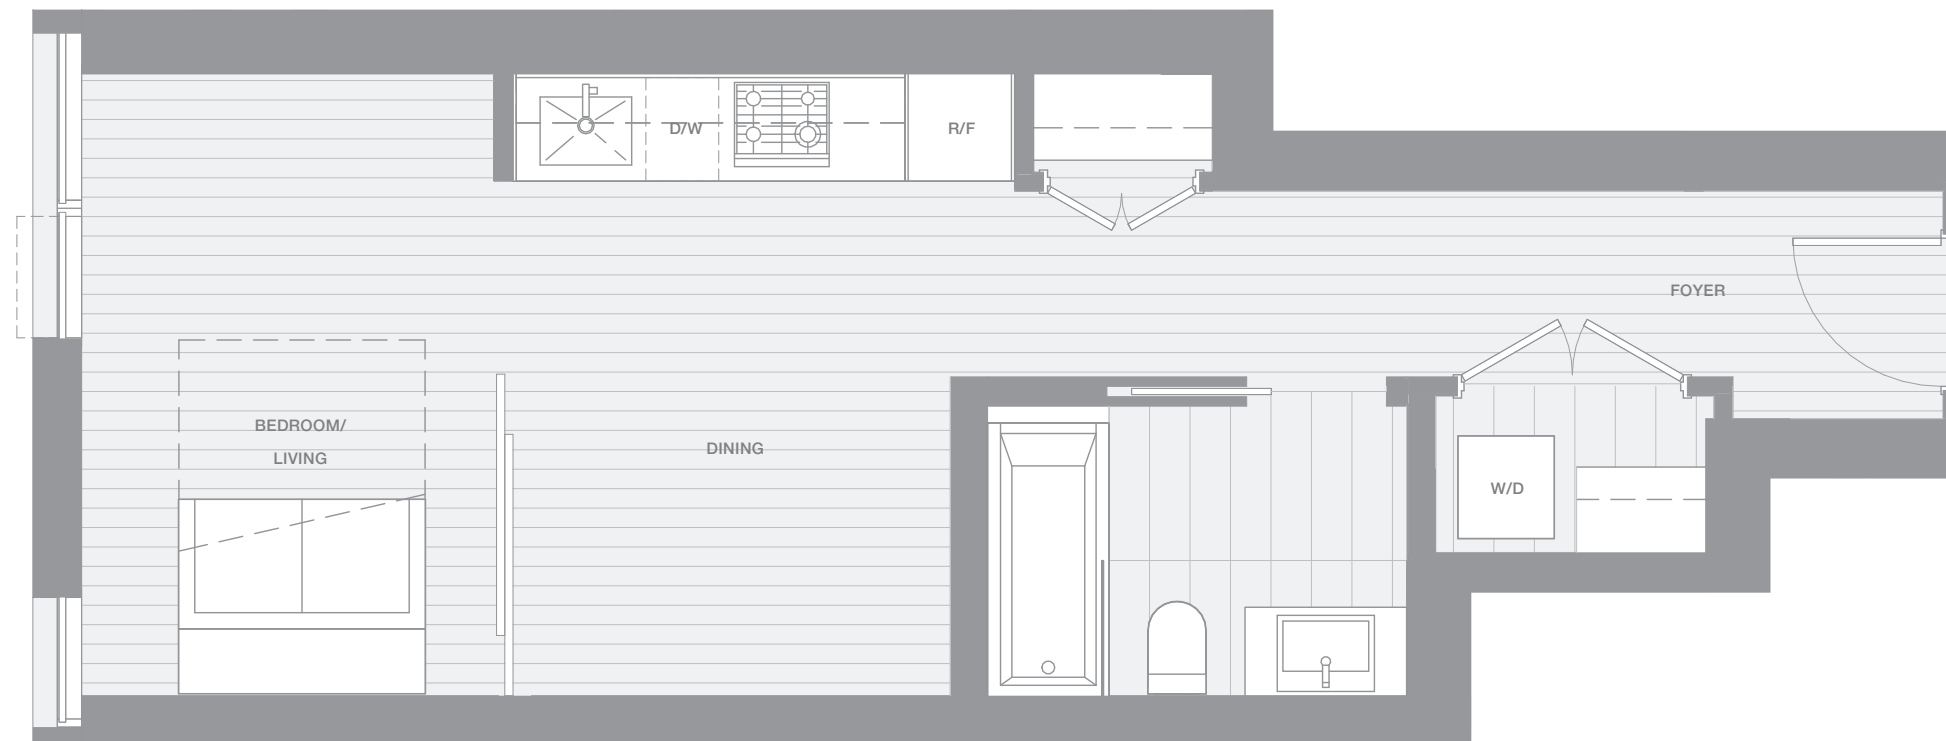 D/W
R/F
FOYER
BEDROOM/
LIVING
DINING
W/D